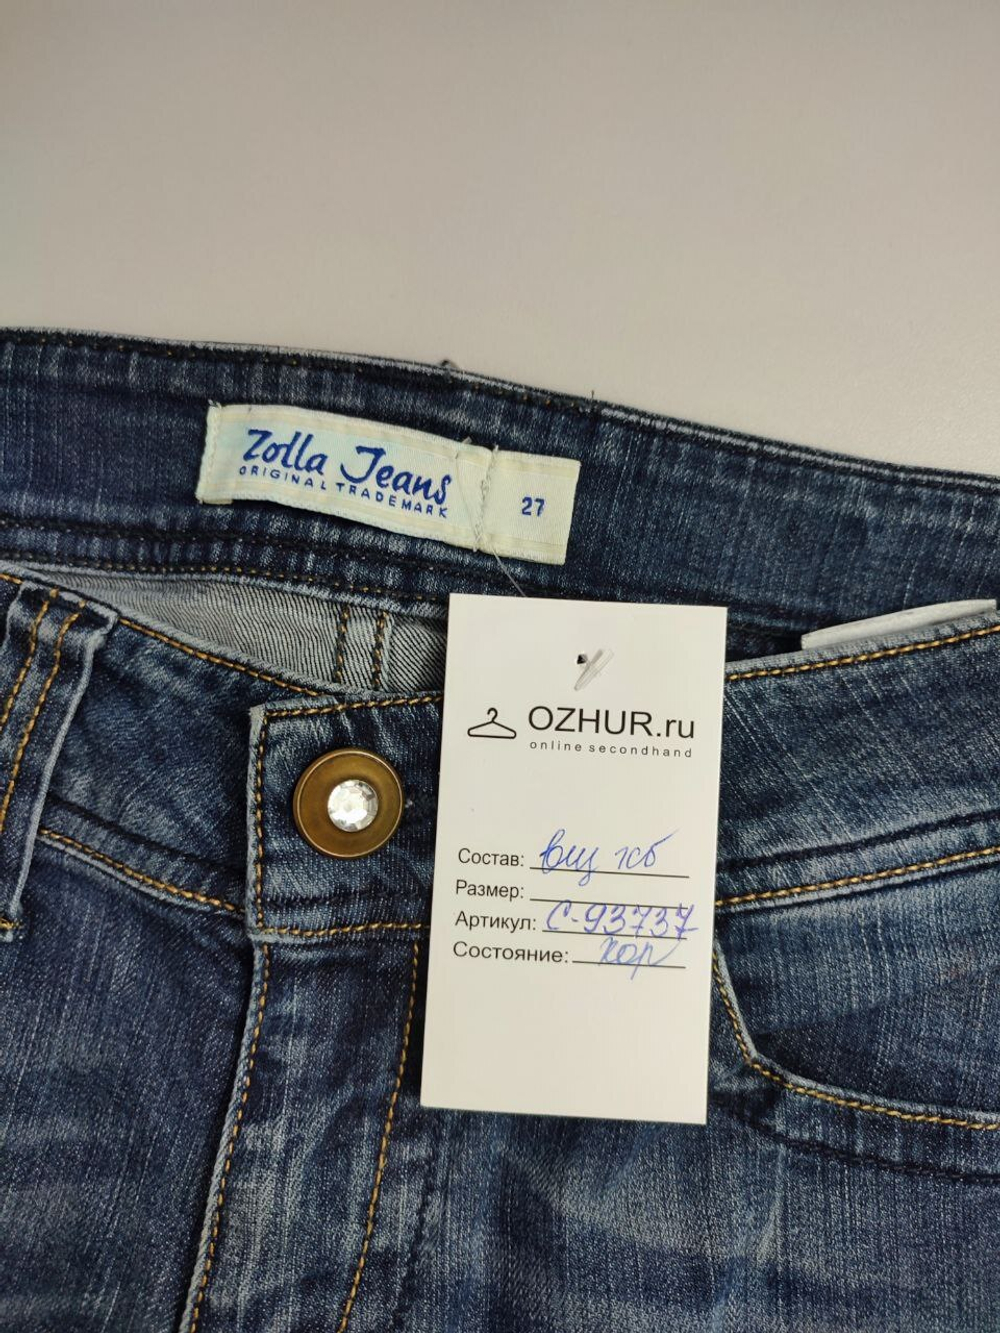 Zolla Jeans
ORIGINAL TRADEMARK
27
OZHUR.ru
online secondhand
Состав: вщ хб
Размер:
Артикул: С-93737
Состояние: хор